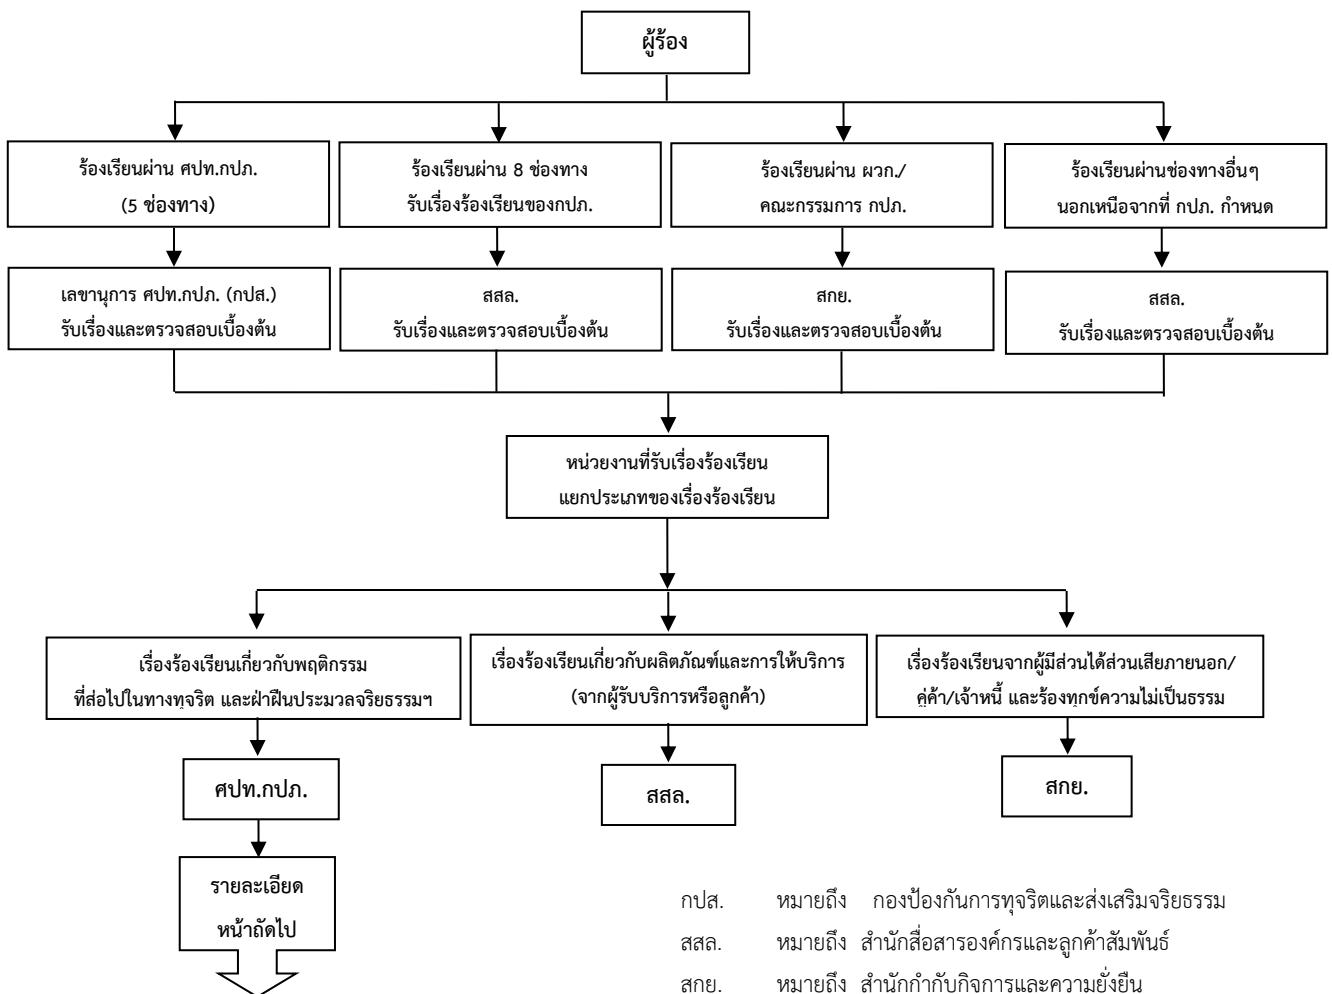 ผู้ร้อง
ร้องเรียนผ่าน ศปท.กปภ.
(5 ช่องทาง)
ร้องเรียนผ่าน 8 ช่องทาง
รับเรื่องร้องเรียนของกปภ.
ร้องเรียนผ่าน ผวก./
คณะกรรมการ กปภ.
ร้องเรียนผ่านช่องทางอื่นๆ
นอกเหนือจากที่ กปภ. กำหนด
เลขานุการ ศปท.กปภ. (กปส.)
รับเรื่องและตรวจสอบเบื้องต้น
สสล.
รับเรื่องและตรวจสอบเบื้องต้น
สกย.
รับเรื่องและตรวจสอบเบื้องต้น
สสล.
รับเรื่องและตรวจสอบเบื้องต้น
หน่วยงานที่รับเรื่องร้องเรียน
แยกประเภทของเรื่องร้องเรียน
เรื่องร้องเรียนเกี่ยวกับพฤติกรรม
ที่ส่อไปในทางทุจริต และฝ่าฝืนประมวลจริยธรรมฯ
เรื่องร้องเรียนเกี่ยวกับผลิตภัณฑ์และการให้บริการ
(จากผู้รับบริการหรือลูกค้า)
เรื่องร้องเรียนจากผู้มีส่วนได้ส่วนเสียภายนอก/
คู่ค้า/เจ้าหนี้ และร้องทุกข์ความไม่เป็นธรรม
ศปท.กปภ.
สสล.
สกย.
รายละเอียด
หน้าถัดไป
กปส. หมายถึง กองป้องกันการทุจริตและส่งเสริมจริยธรรม
สสล. หมายถึง สำนักสื่อสารองค์กรและลูกค้าสัมพันธ์
สกย. หมายถึง สำนักกำกับกิจการและความยั่งยืน